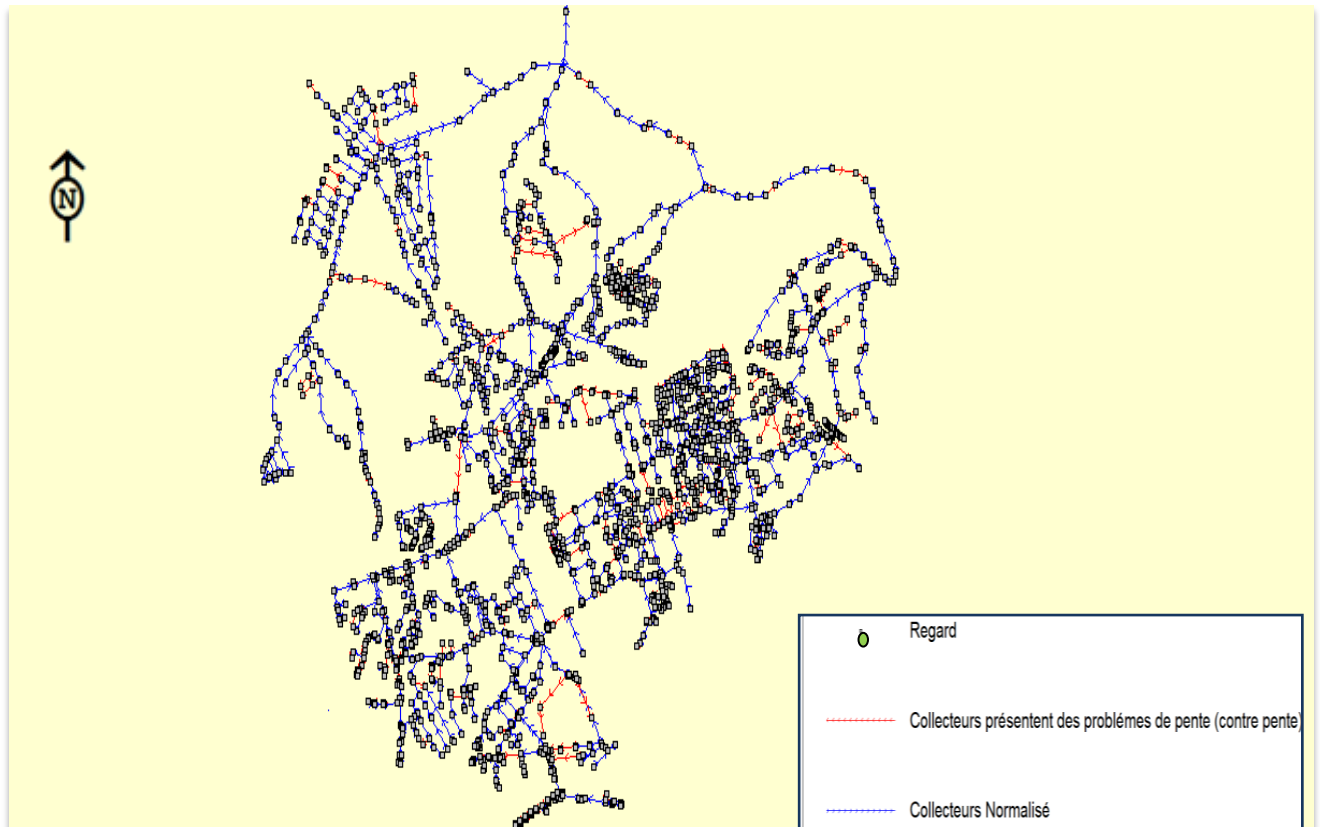 N
Regard
Collecteurs présentent des problémes de pente (contre pente)
Collecteurs Normalisé